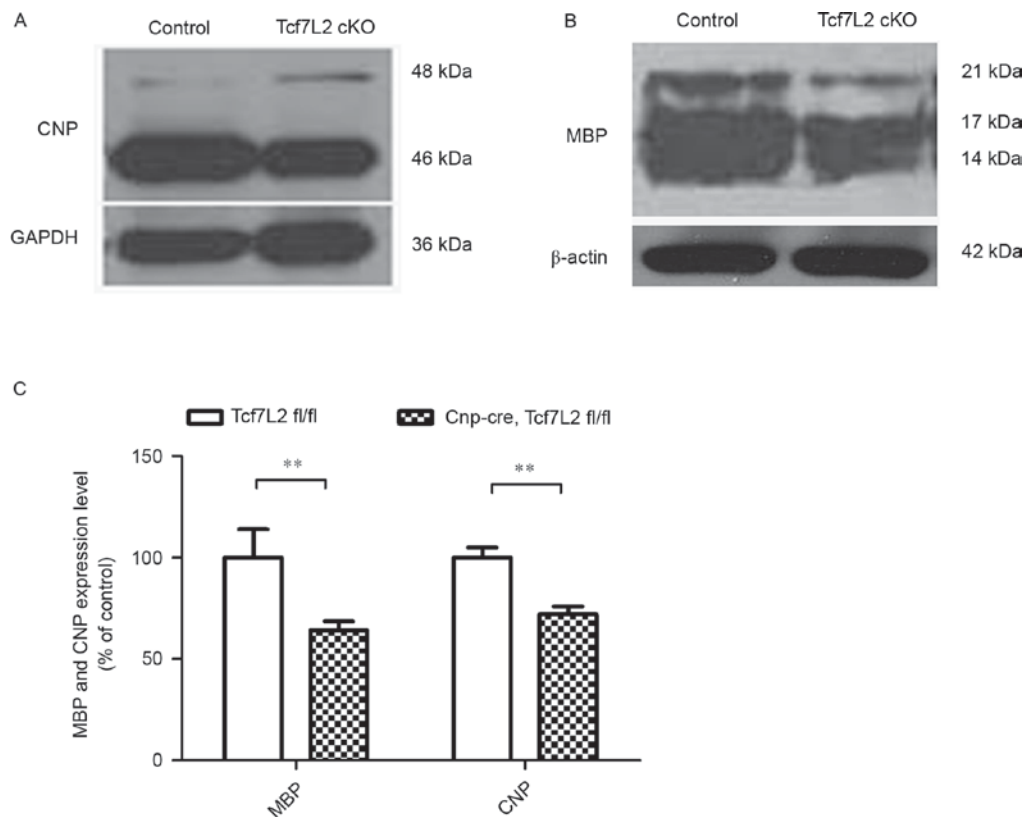 A
Control Tcf7L2 cKO
CNP
48 kDa
46 kDa
GAPDH
36 kDa
B
Control Tcf7L2 cKO
MBP
21 kDa
17 kDa
14 kDa
β-actin
42 kDa
C
Tcf7L2 fl/fl Cnp-cre, Tcf7L2 fl/fl
MBP and CNP expression level
(% of control)
150
100
50
0
**
**
MBP
CNP